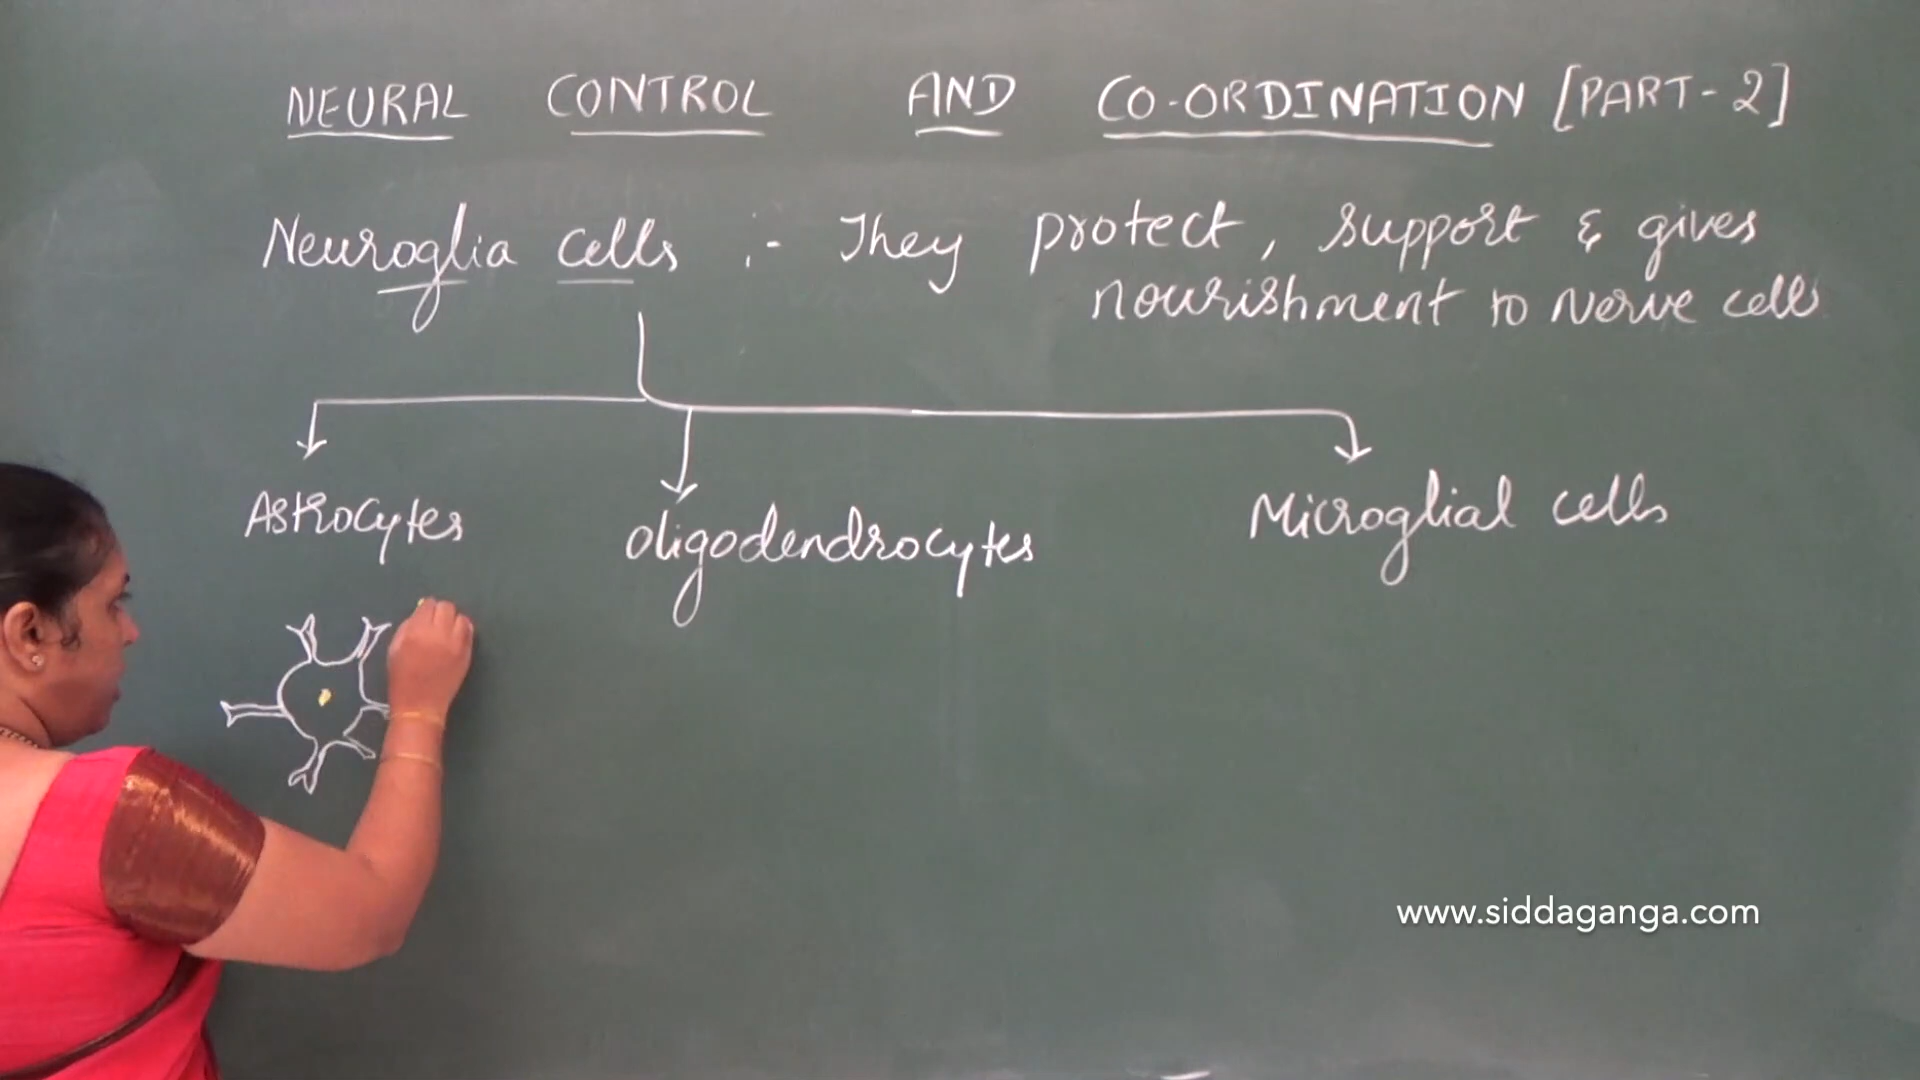 NEURAL CONTROL AND CO-ORDINATION [PART-2]
Neuroglia cells :- They protect, support & gives
nourishment to Nerve cells
Astrocytes
oligodendrocytes
Microglial cells
www.siddaganga.com